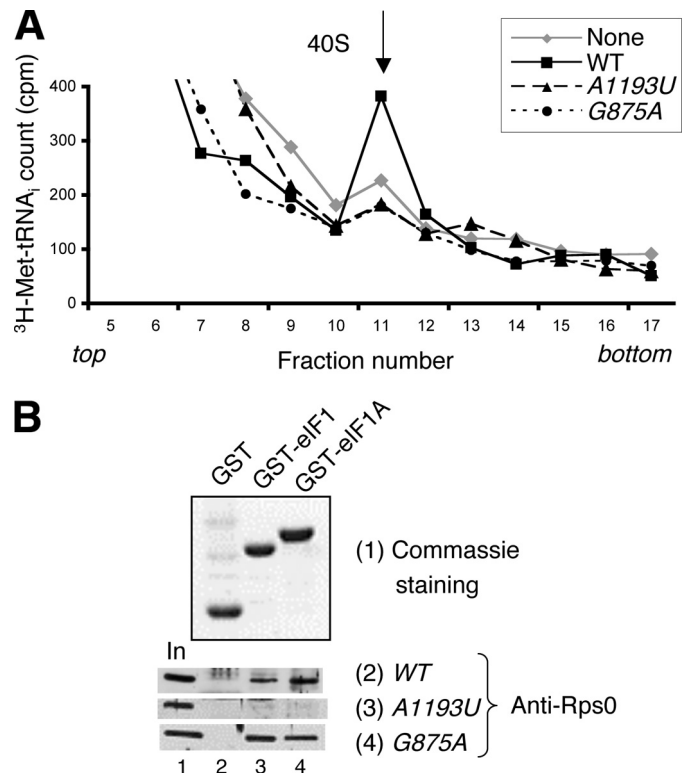 A
40S
None
WT
A1193U
G875A
³H-Met-tRNAᵢ count (cpm)
400
300
200
100
0
5 6 7 8 9 10 11 12 13 14 15 16 17
top Fraction number bottom
B
GST GST-eIF1 GST-eIF1A
(1) Commassie
staining
In
(2) WT
(3) A1193U
(4) G875A
Anti-Rps0
1 2 3 4